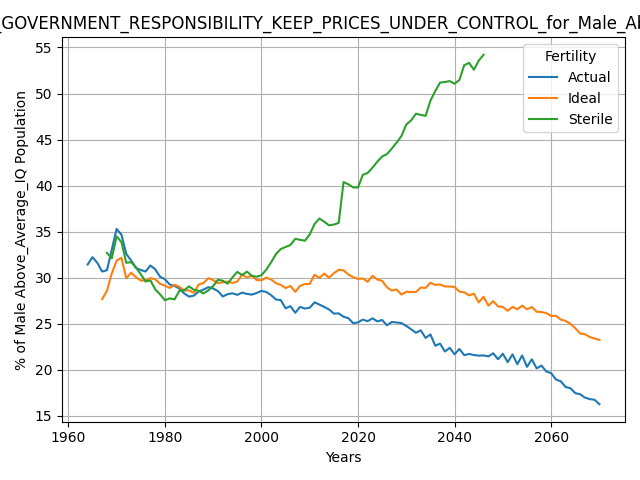 _GOVERNMENT_RESPONSIBILITY_KEEP_PRICES_UNDER_CONTROL_for_Male_Ab
% of Male Above_Average_IQ Population
55
50
45
40
35
30
25
20
15
Fertility
Actual
Ideal
Sterile
1960
1980
2000
2020
2040
2060
Years